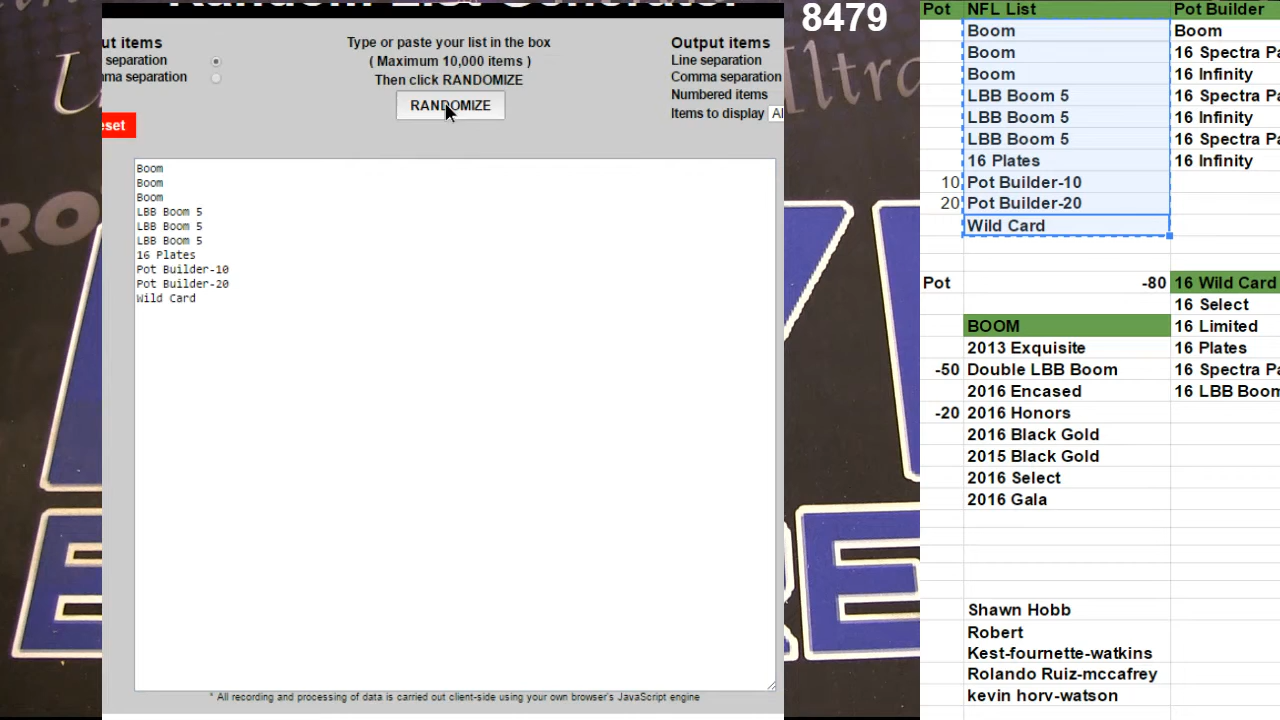 Random List Generator
8479
ut items
separation
mma separation
eset
Type or paste your list in the box
( Maximum 10,000 items )
Then click RANDOMIZE
RANDOMIZE
Output items
Line separation
Comma separation
Numbered items
Items to display Al
Boom
Boom
Boom
LBB Boom 5
LBB Boom 5
LBB Boom 5
16 Plates
Pot Builder-10
Pot Builder-20
Wild Card
* All recording and processing of data is carried out client-side using your own browser's JavaScript engine
Pot NFL List Pot Builder
Boom Boom
Boom 16 Spectra Pa
Boom 16 Infinity
LBB Boom 5 16 Spectra Pa
LBB Boom 5 16 Infinity
LBB Boom 5 16 Spectra Pa
16 Plates 16 Infinity
10 Pot Builder-10
20 Pot Builder-20
Wild Card
Pot -80 16 Wild Card
16 Select
BOOM 16 Limited
2013 Exquisite 16 Plates
-50 Double LBB Boom 16 Spectra Pa
2016 Encased 16 LBB Boom
-20 2016 Honors
2016 Black Gold
2015 Black Gold
2016 Select
2016 Gala
Shawn Hobb
Robert
Kest-fournette-watkins
Rolando Ruiz-mccafrey
kevin horv-watson